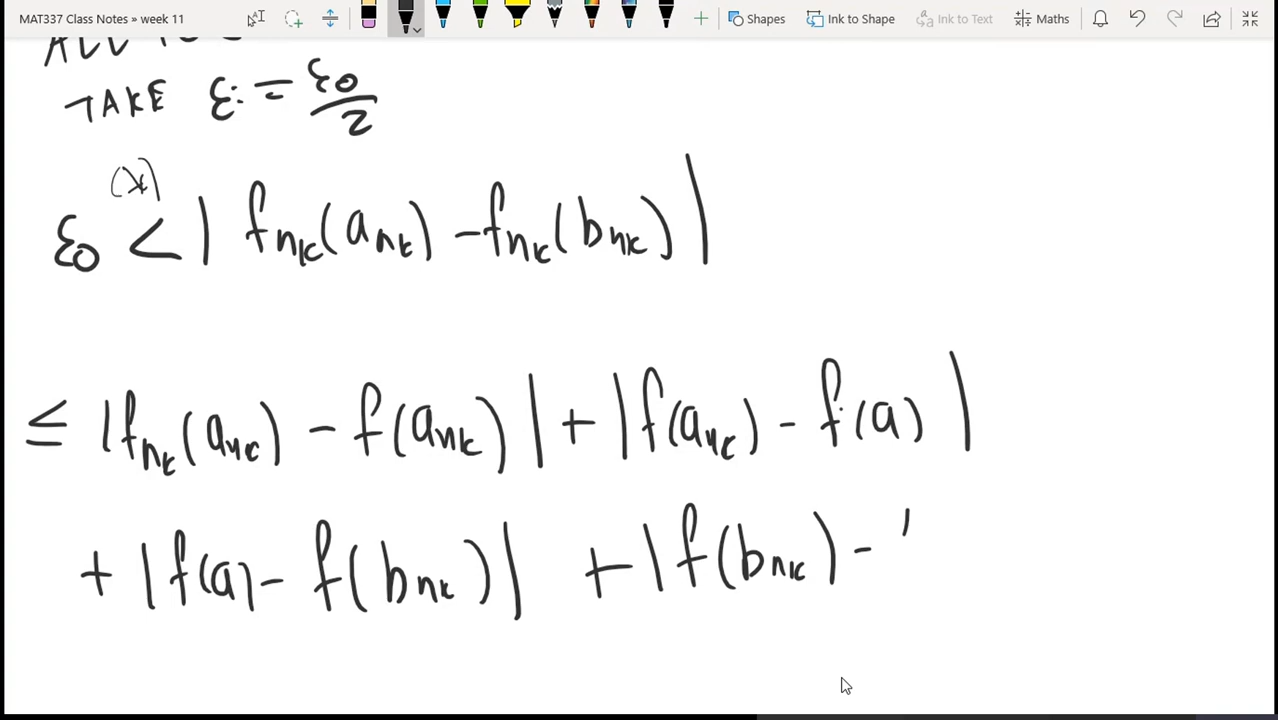 MAT337 Class Notes » week 11
Shapes Ink to Shape Ink to Text Maths
TAKE ε = ε₀/2
(*)
ε₀ < | f_{n_k}(a_{n_k}) - f_{n_k}(b_{n_k}) |
≤ |f_{n_k}(a_{n_k}) - f(a_{n_k})| + |f(a_{n_k}) - f(a)|
+ |f(a) - f(b_{n_k})| + |f(b_{n_k}) -